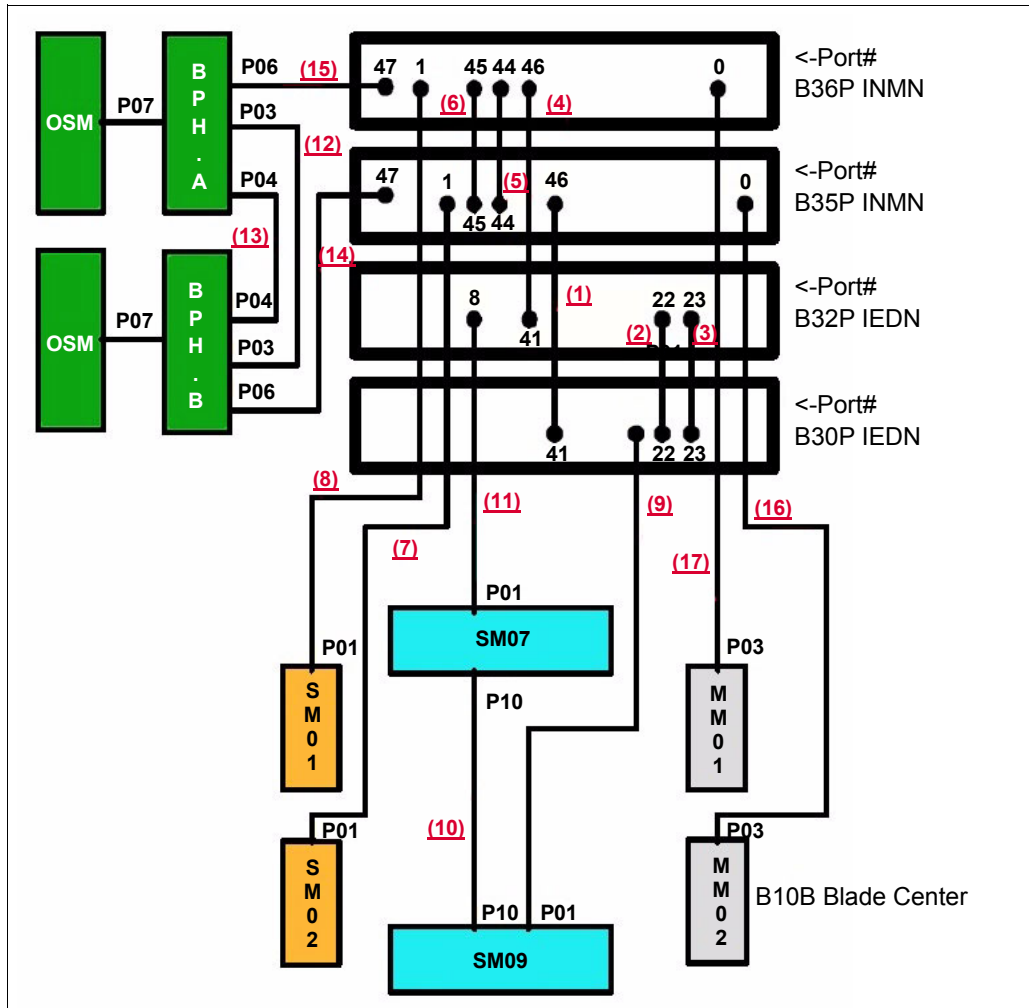 P06
(15)
47
1
45 44 46
0
<-Port#
B36P INMN
OSM
P07
B
P
H
.
A
P03
(12)
(6)
(4)
P04
(13)
47
1
45 44
(5)
46
0
<-Port#
B35P INMN
(14)
OSM
P07
B
P
H
.
B
P04
P03
P06
8
41
(1)
22 23
(2)
(3)
<-Port#
B32P IEDN
41
22 23
<-Port#
B30P IEDN
(8)
(7)
(11)
(9)
(17)
(16)
P01
SM07
P10
P01
S
M
0
1
P03
M
M
0
1
(10)
P01
S
M
0
2
P03
M
M
0
2
B10B Blade Center
P10 P01
SM09